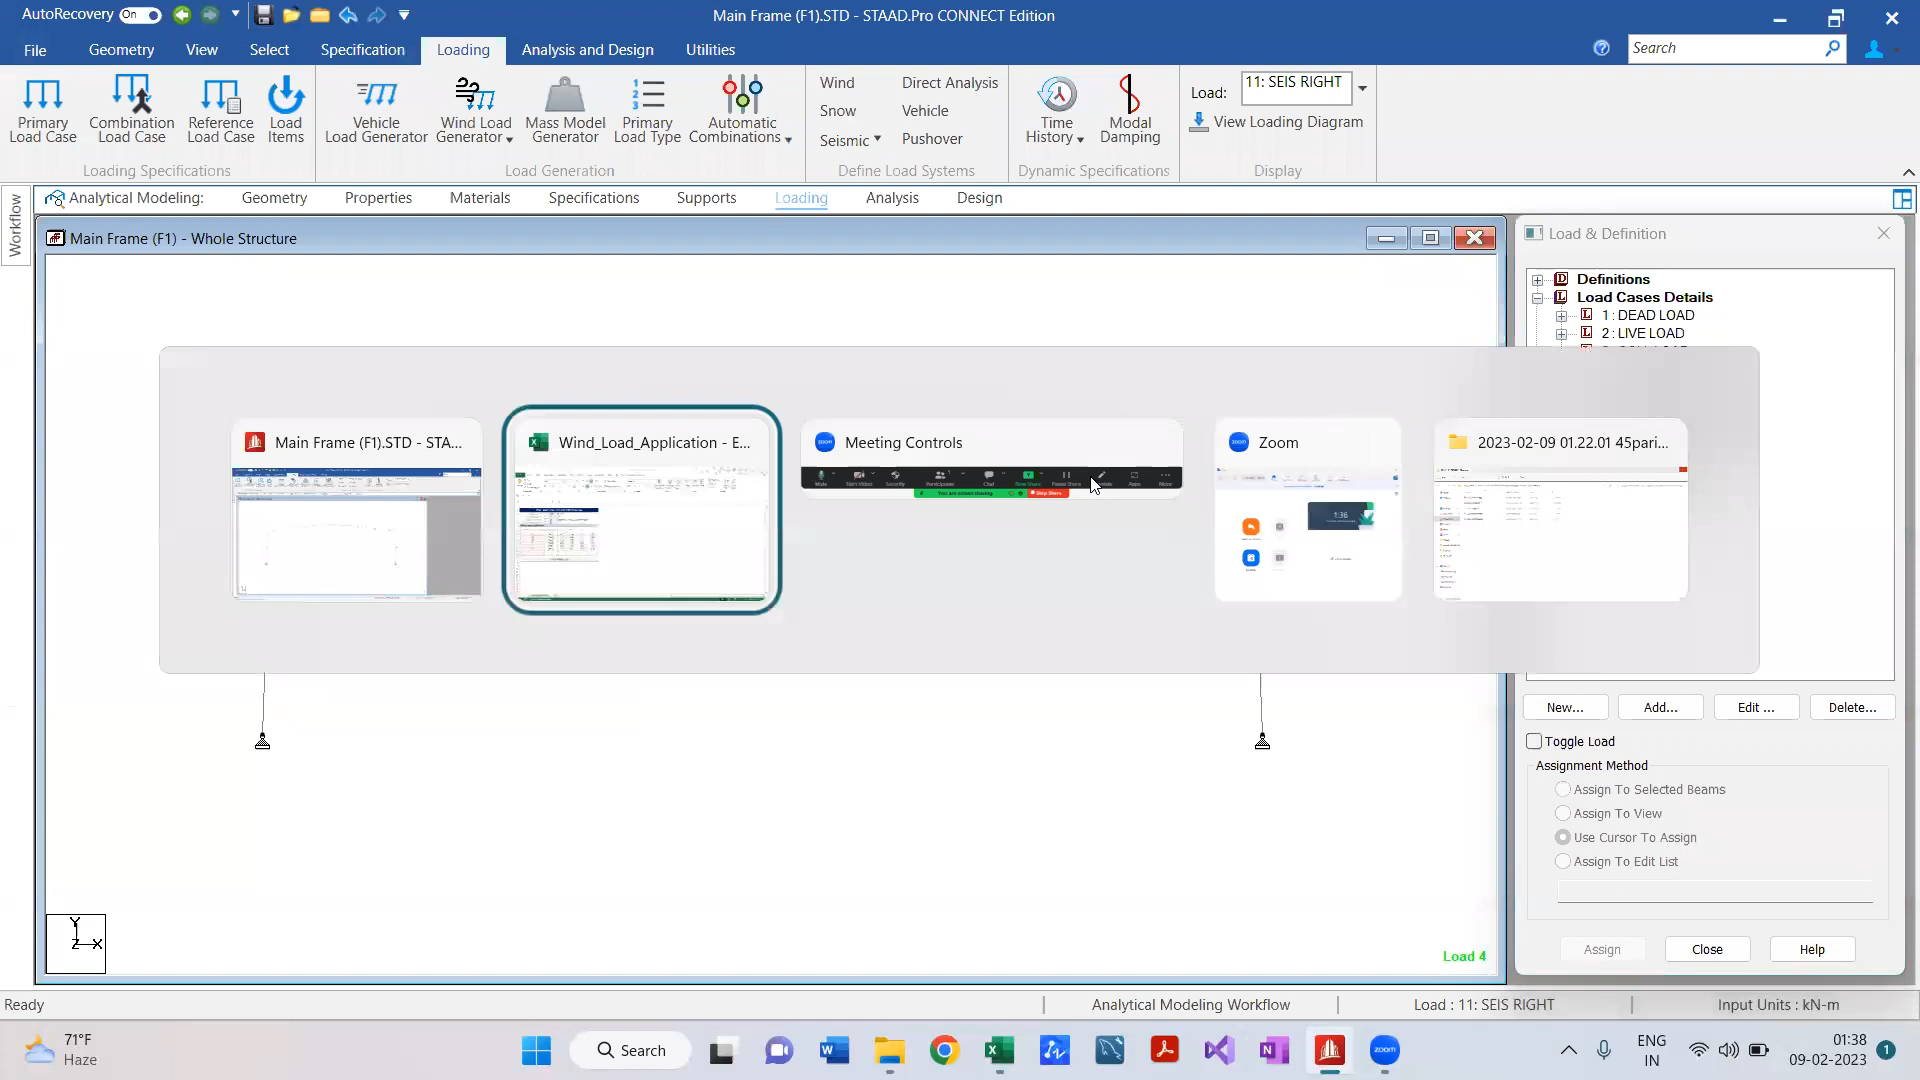 AutoRecovery On
Main Frame (F1).STD - STAAD.Pro CONNECT Edition
File Geometry View Select Specification Loading Analysis and Design Utilities
Search
Primary Load Case
Combination Load Case
Reference Load Case
Load Items
Loading Specifications
Vehicle Load Generator
Wind Load Generator
Mass Model Generator
Primary Load Type
Automatic Combinations
Load Generation
Wind
Snow
Seismic
Direct Analysis
Vehicle
Pushover
Define Load Systems
Time History
Modal Damping
Dynamic Specifications
Load: 11: SEIS RIGHT
View Loading Diagram
Display
Workflow
Analytical Modeling: Geometry Properties Materials Specifications Supports Loading Analysis Design
Main Frame (F1) - Whole Structure
Load & Definition
Definitions
Load Cases Details
1 : DEAD LOAD
2 : LIVE LOAD
Main Frame (F1).STD - STA...
Wind_Load_Application - E...
Meeting Controls
Zoom
2023-02-09 01.22.01 45pari...
New... Add... Edit ... Delete...
Toggle Load
Assignment Method
Assign To Selected Beams
Assign To View
Use Cursor To Assign
Assign To Edit List
Assign Close Help
Y
Z X
Load 4
Ready
Analytical Modeling Workflow
Load : 11: SEIS RIGHT
Input Units : kN-m
71°F
Haze
Search
ENG
IN
01:38
09-02-2023
1